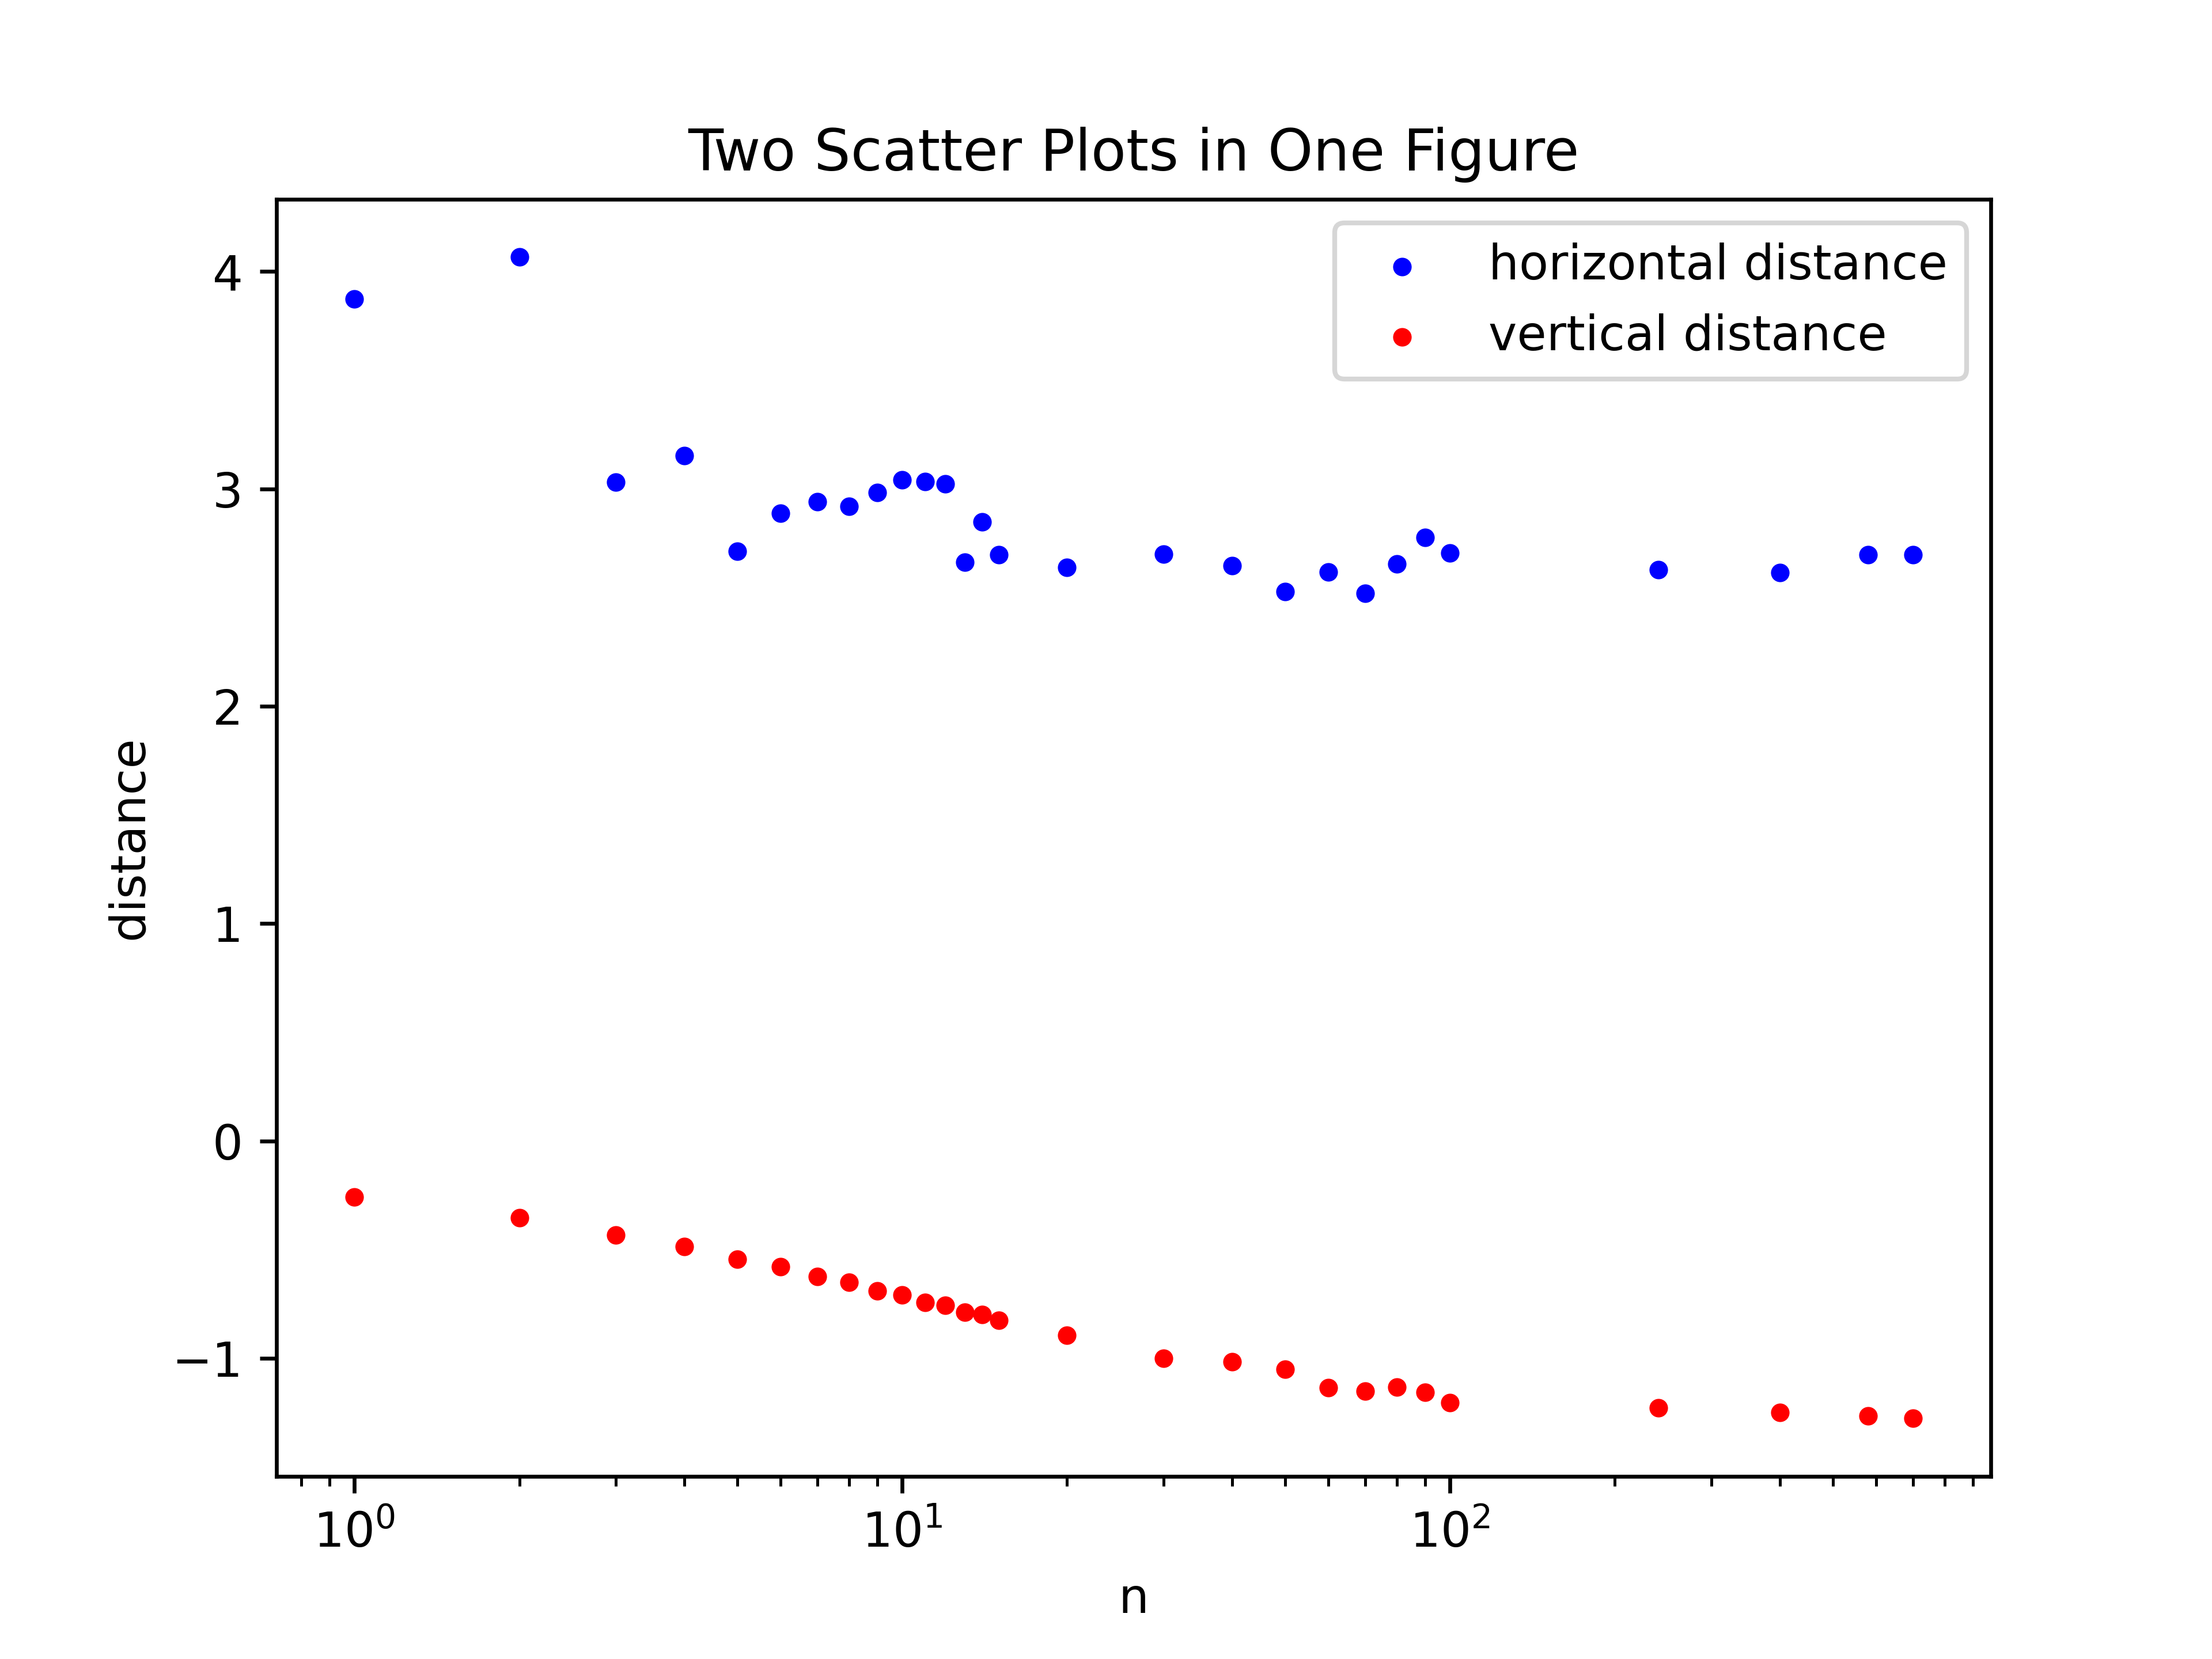 Two Scatter Plots in One Figure
horizontal distance
vertical distance
distance
4
3
2
1
0
−1
10⁰
10¹
10²
n